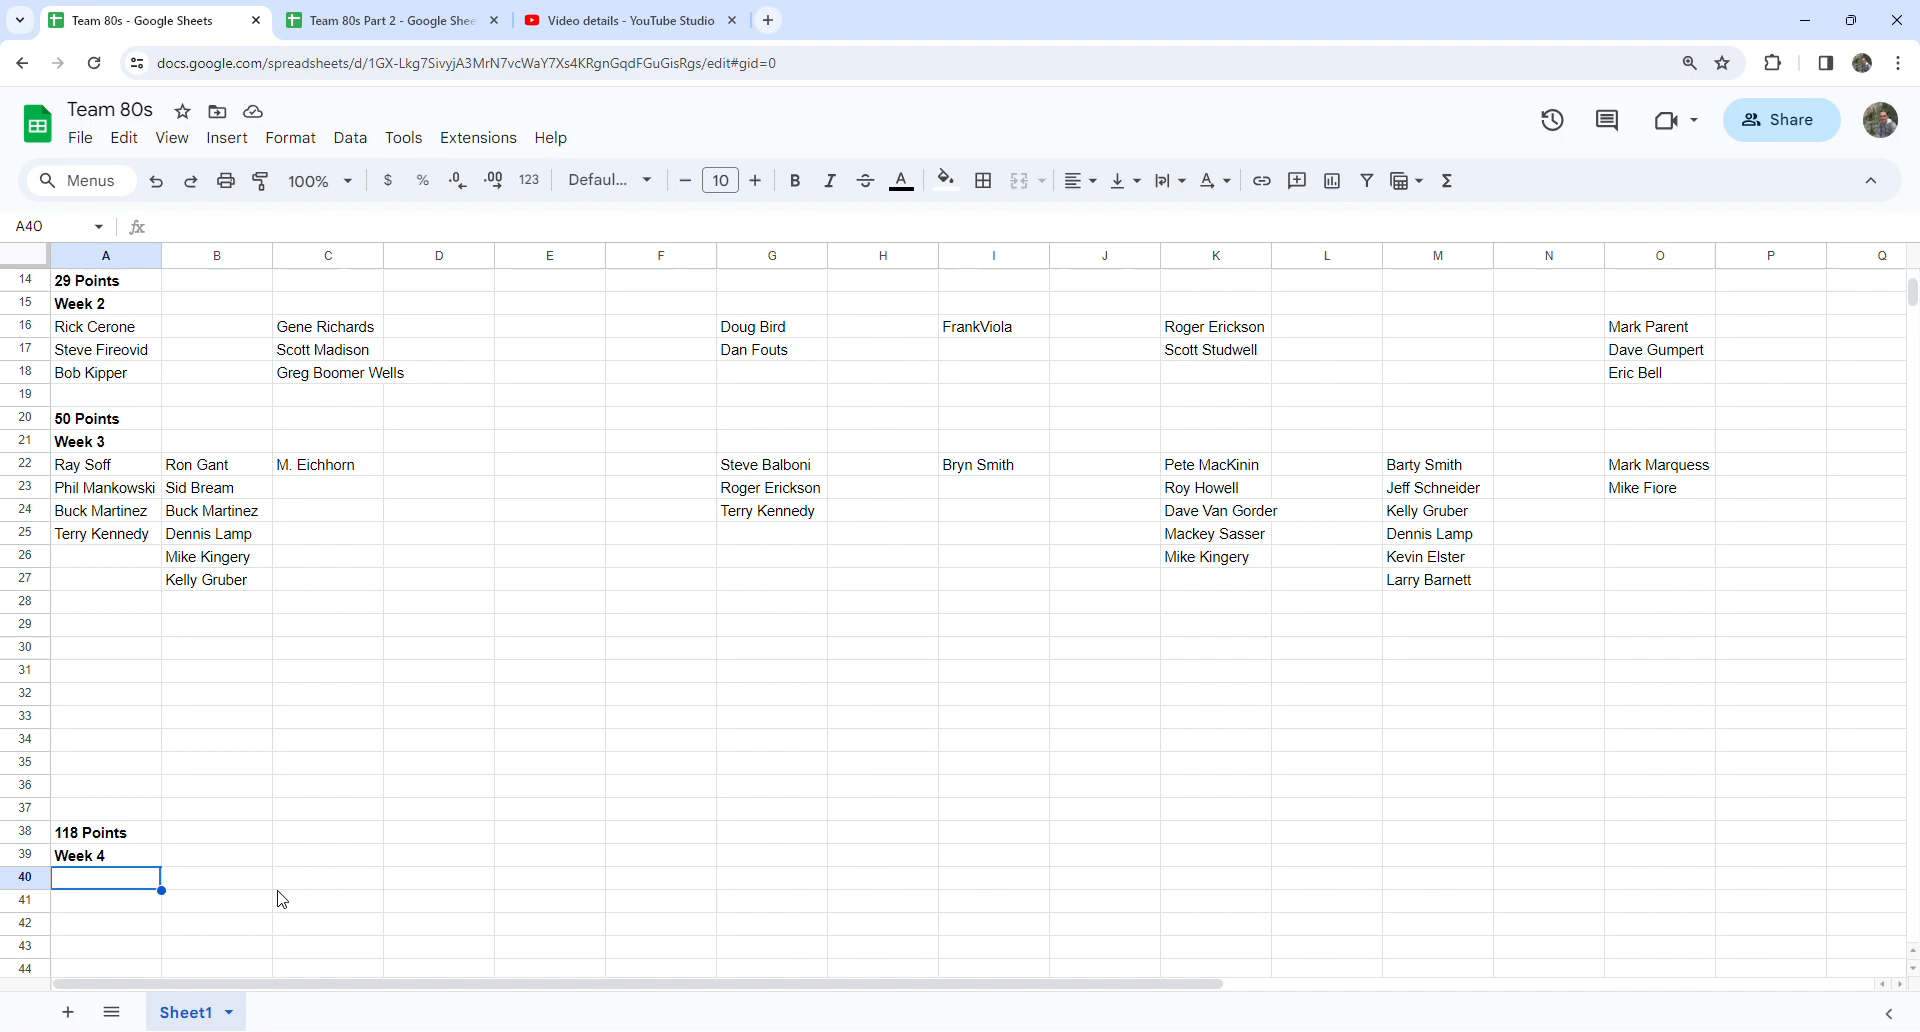 Team 80s - Google Sheets
Team 80s Part 2 - Google Shee
Video details - YouTube Studio
docs.google.com/spreadsheets/d/1GX-Lkg7SivyjA3MrN7vcWaY7Xs4KRgnGqdFGuGisRgs/edit#gid=0
Team 80s
File Edit View Insert Format Data Tools Extensions Help
Share
Menus 100% $ % .0 .00 123 Defaul... 10 B I S A
A40 fx
A B C D E F G H I J K L M N O P Q
14 29 Points
15 Week 2
16 Rick Cerone Gene Richards Doug Bird FrankViola Roger Erickson Mark Parent
17 Steve Fireovid Scott Madison Dan Fouts Scott Studwell Dave Gumpert
18 Bob Kipper Greg Boomer Wells Eric Bell
19
20 50 Points
21 Week 3
22 Ray Soff Ron Gant M. Eichhorn Steve Balboni Bryn Smith Pete MacKinin Barty Smith Mark Marquess
23 Phil Mankowski Sid Bream Roger Erickson Roy Howell Jeff Schneider Mike Fiore
24 Buck Martinez Buck Martinez Terry Kennedy Dave Van Gorder Kelly Gruber
25 Terry Kennedy Dennis Lamp Mackey Sasser Dennis Lamp
26 Mike Kingery Mike Kingery Kevin Elster
27 Kelly Gruber Larry Barnett
28
29
30
31
32
33
34
35
36
37
38 118 Points
39 Week 4
40
41
42
43
44
Sheet1